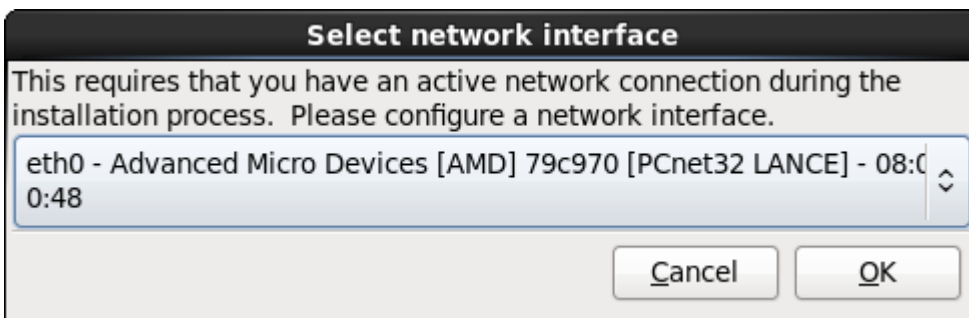 Select network interface
This requires that you have an active network connection during the
installation process.  Please configure a network interface.
eth0 - Advanced Micro Devices [AMD] 79c970 [PCnet32 LANCE] - 08:0
0:48
Cancel
OK